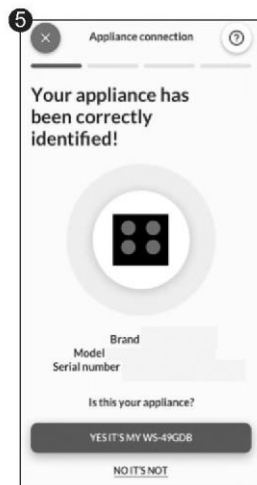 5
Appliance connection
?
Your appliance has
been correctly
identified!
Brand
Model
Serial number
Is this your appliance?
YES IT'S MY WS-49GDB
NO IT'S NOT